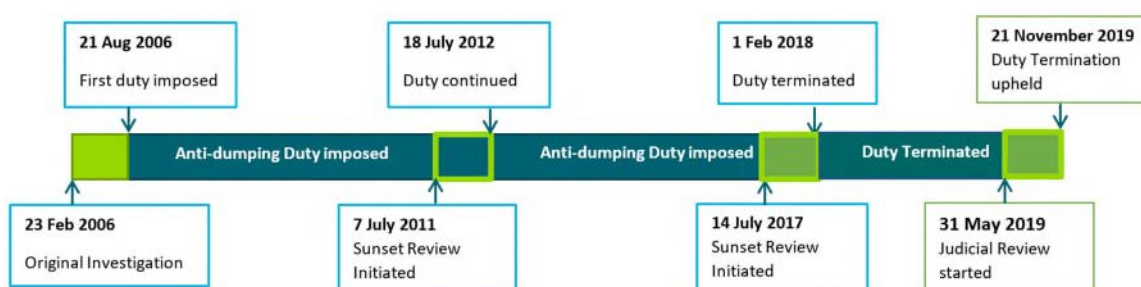 21 Aug 2006
First duty imposed
18 July 2012
Duty continued
1 Feb 2018
Duty terminated
21 November 2019
Duty Termination
upheld
Anti-dumping Duty imposed
Anti-dumping Duty imposed
Duty Terminated
23 Feb 2006
Original Investigation
7 July 2011
Sunset Review
Initiated
14 July 2017
Sunset Review
Initiated
31 May 2019
Judicial Review
started